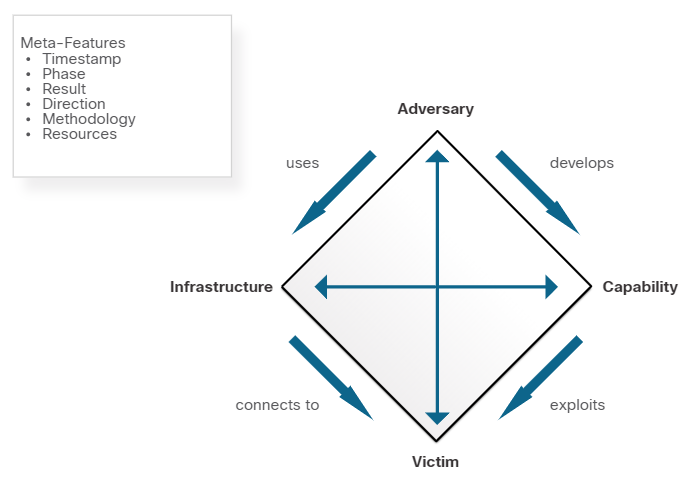 Meta-Features
• Timestamp
• Phase
• Result
• Direction
• Methodology
• Resources
Adversary
uses
develops
Infrastructure
Capability
connects to
exploits
Victim